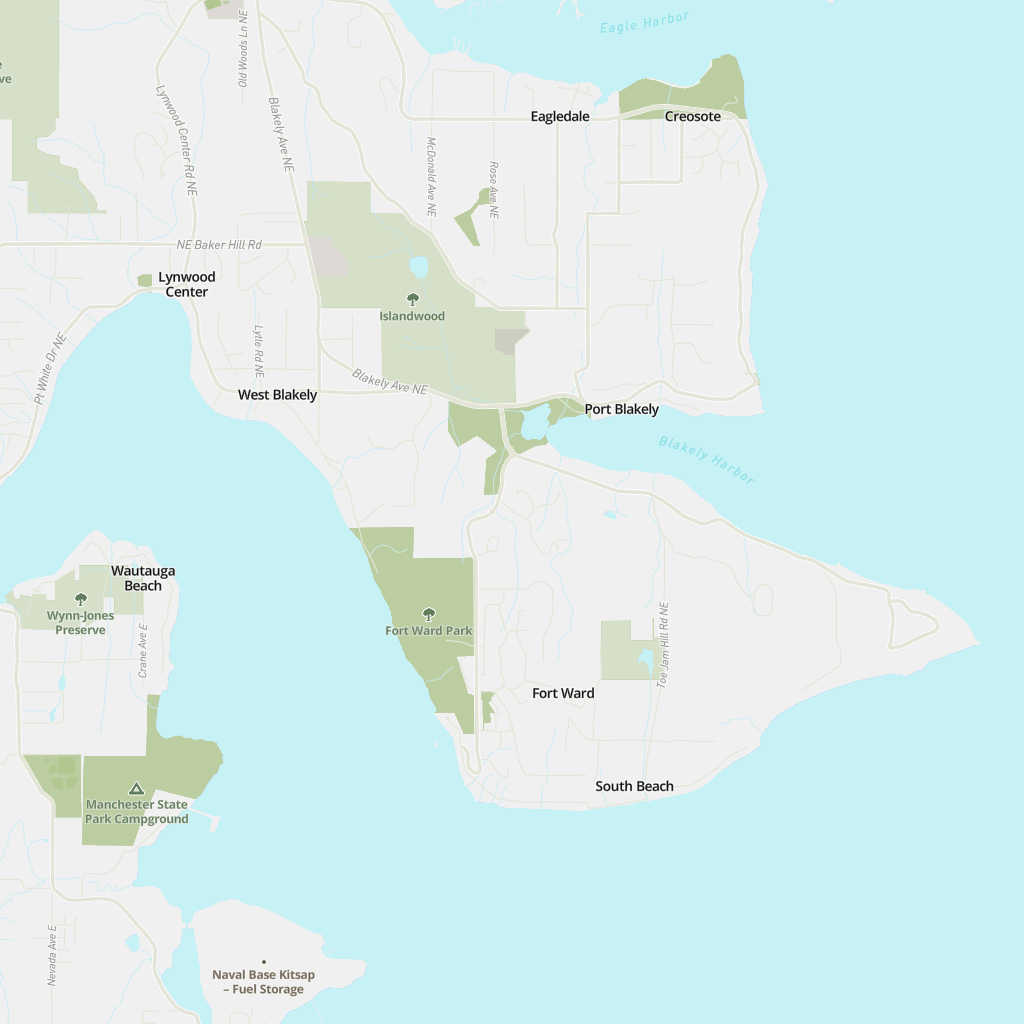 Eagle Harbor
Old Woods Ln NE
ve
Eagledale
Creosote
Lynwood Center Rd NE
Blakely Ave NE
McDonald Ave NE
Rose Ave NE
NE Baker Hill Rd
Lynwood
Center
Islandwood
Pt White Dr NE
Lytle Rd NE
Blakely Ave NE
West Blakely
Port Blakely
Blakely Harbor
Wautauga
Beach
Wynn-Jones
Preserve
Crane Ave E
Fort Ward Park
Toe Jam Hill Rd NE
Fort Ward
South Beach
Manchester State
Park Campground
Nevada Ave E
Naval Base Kitsap
– Fuel Storage